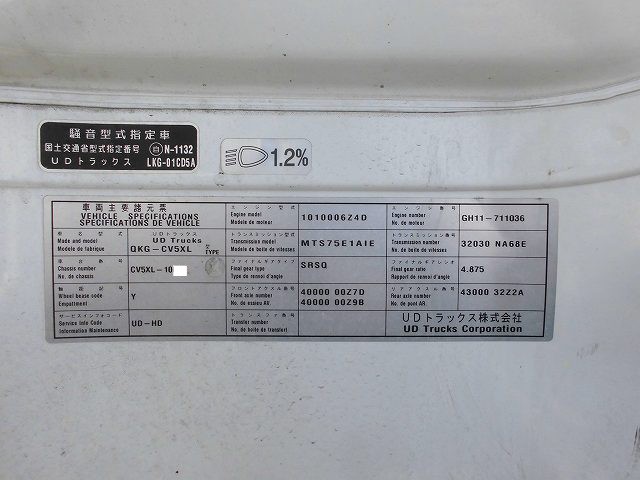 騒音型式指定車
国土交通省型式指定番号 自 N-1132
UDトラックス LKG-01CD5A
1.2%
車両主要諸元票
VEHICLE SPECIFICATIONS
SPECIFICATIONS DE VEHICLE
車名 型式
UDトラックス
UD Trucks
Made and model
Modele de fabrique
QKG-CV5XL
TYPE
車台番号
Chassis number
No. de chassis
CV5XL-10
軸距記号
Wheel bease code
Empattement
Y
サービスインフォコード
Service Info Code
Information Maintenance
UD-HD
エンジン型式
Engine model
Modele de moteur
1010006Z4D
トランスミッション型式
Transmission model
Modele de boite de vitesses
MTS75E1AIE
ファイナルギアタイプ
Final gear type
Type de renvoi d'angle
SRSQ
フロントアクスル番号
Front axle number
No. de essieu AV.
40000 00Z7D
40000 00Z9B
トランスファ番号
Transfer number
No. de boite de transfert
エンジン番号
Engine number
No. de moteur
GH11-711036
トランスミッション番号
Transmission number
No. de boite de vitesses
32030 NA68E
ファイナルギアレシオ
Final gear ratio
Rapport de renvoi d'angle
4.875
リアアクスル番号
Rear axle number
No. de pont AR.
43000 32Z2A
UDトラックス株式会社
UD Trucks Corporation